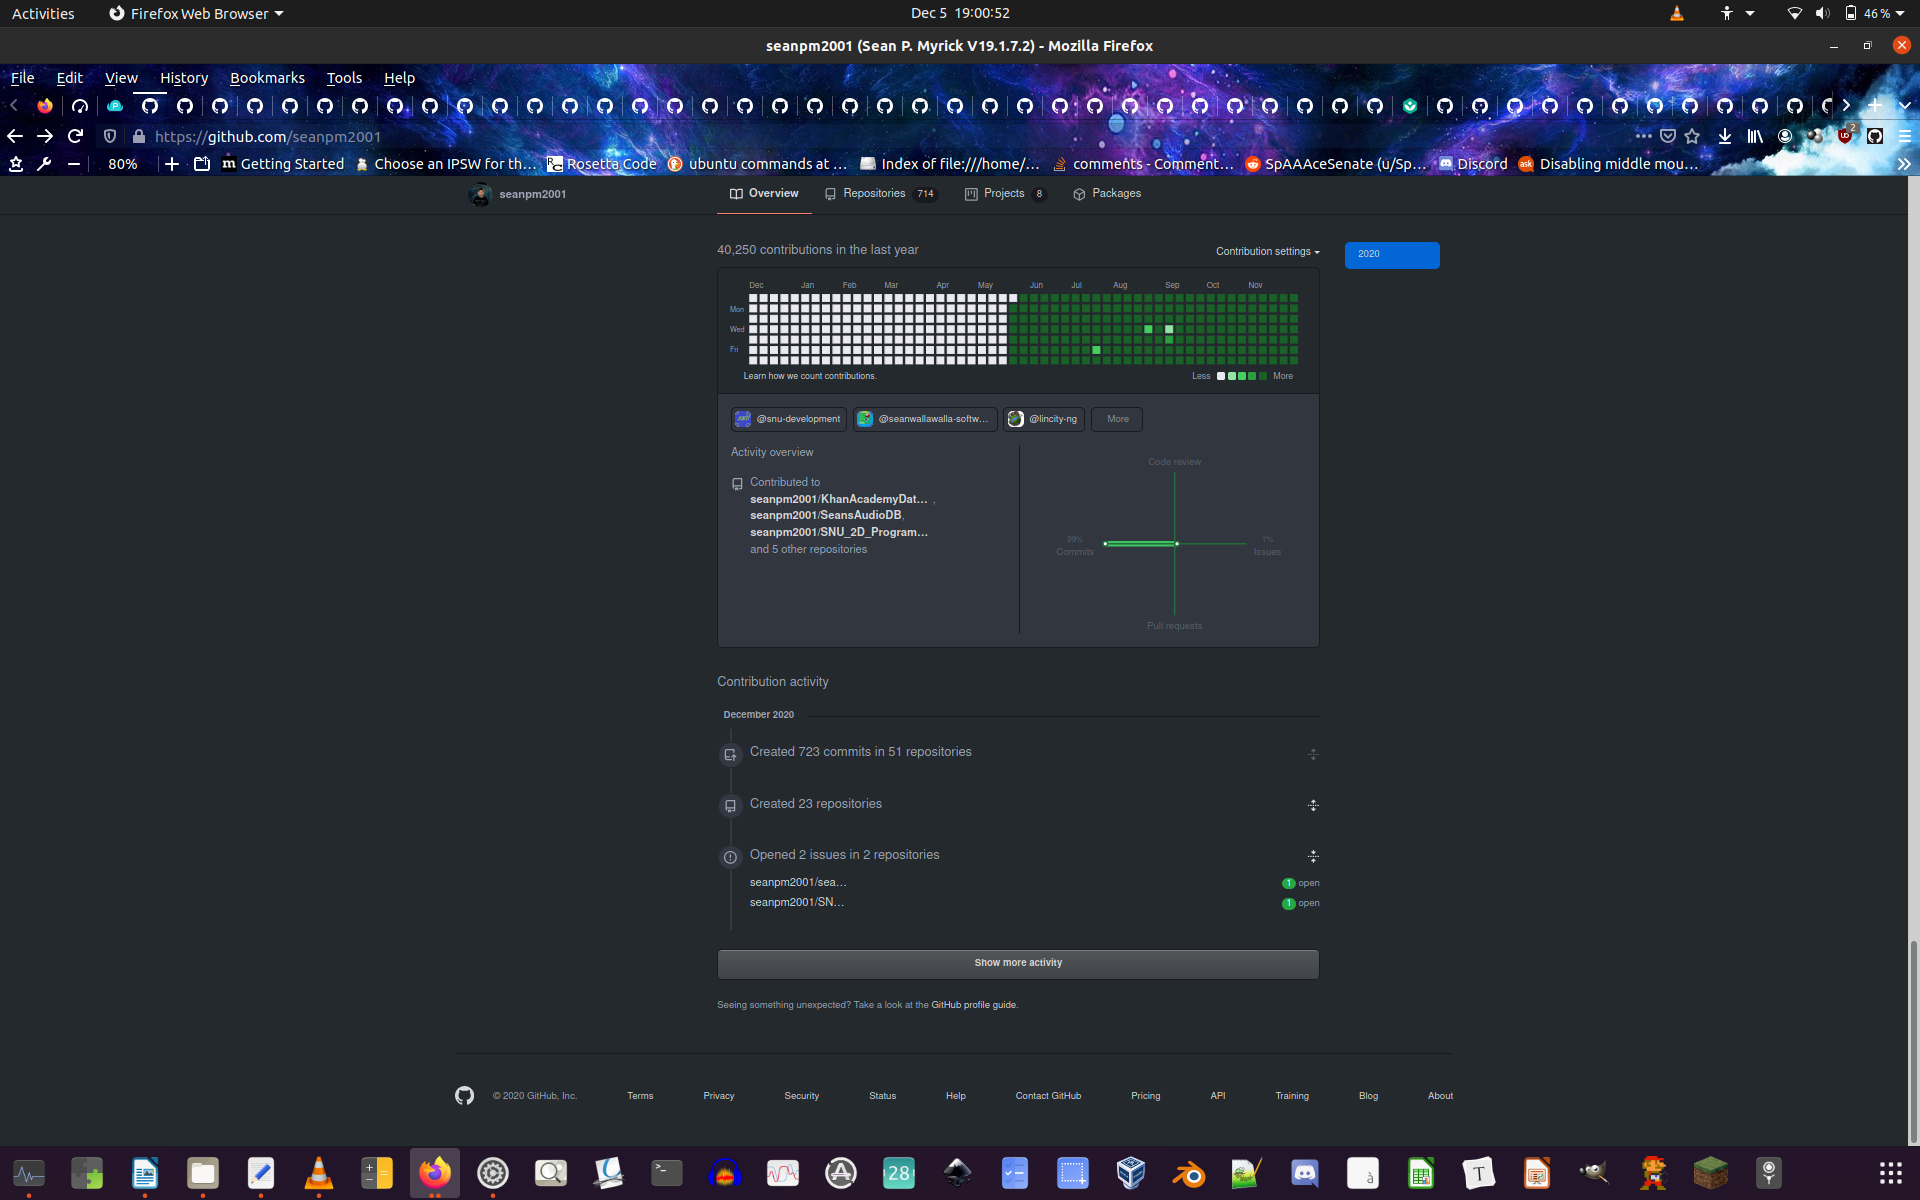 Activities Firefox Web Browser Dec 5 19:00:52 46 %
seanpm2001 (Sean P. Myrick V19.1.7.2) - Mozilla Firefox
File Edit View History Bookmarks Tools Help
https://github.com/seanpm2001 2
80% Getting Started Choose an IPSW for th… Rosetta Code ubuntu commands at … Index of file:///home/… comments - Comment… SpAAAceSenate (u/Sp… Discord Disabling middle mou…
seanpm2001 Overview Repositories 714 Projects 8 Packages
40,250 contributions in the last year Contribution settings 2020
Dec Jan Feb Mar Apr May Jun Jul Aug Sep Oct Nov
Mon
Wed
Fri
Learn how we count contributions. Less More
@snu-development @seanwallawalla-softw… @lincity-ng More
Activity overview
Code review
Contributed to
seanpm2001/KhanAcademyDat… ,
seanpm2001/SeansAudioDB,
seanpm2001/SNU_2D_Program…
and 5 other repositories
99% Commits
1% Issues
Pull requests
Contribution activity
December 2020
Created 723 commits in 51 repositories
Created 23 repositories
Opened 2 issues in 2 repositories
seanpm2001/sea… 1 open
seanpm2001/SN… 1 open
Show more activity
Seeing something unexpected? Take a look at the GitHub profile guide.
© 2020 GitHub, Inc. Terms Privacy Security Status Help Contact GitHub Pricing API Training Blog About
28